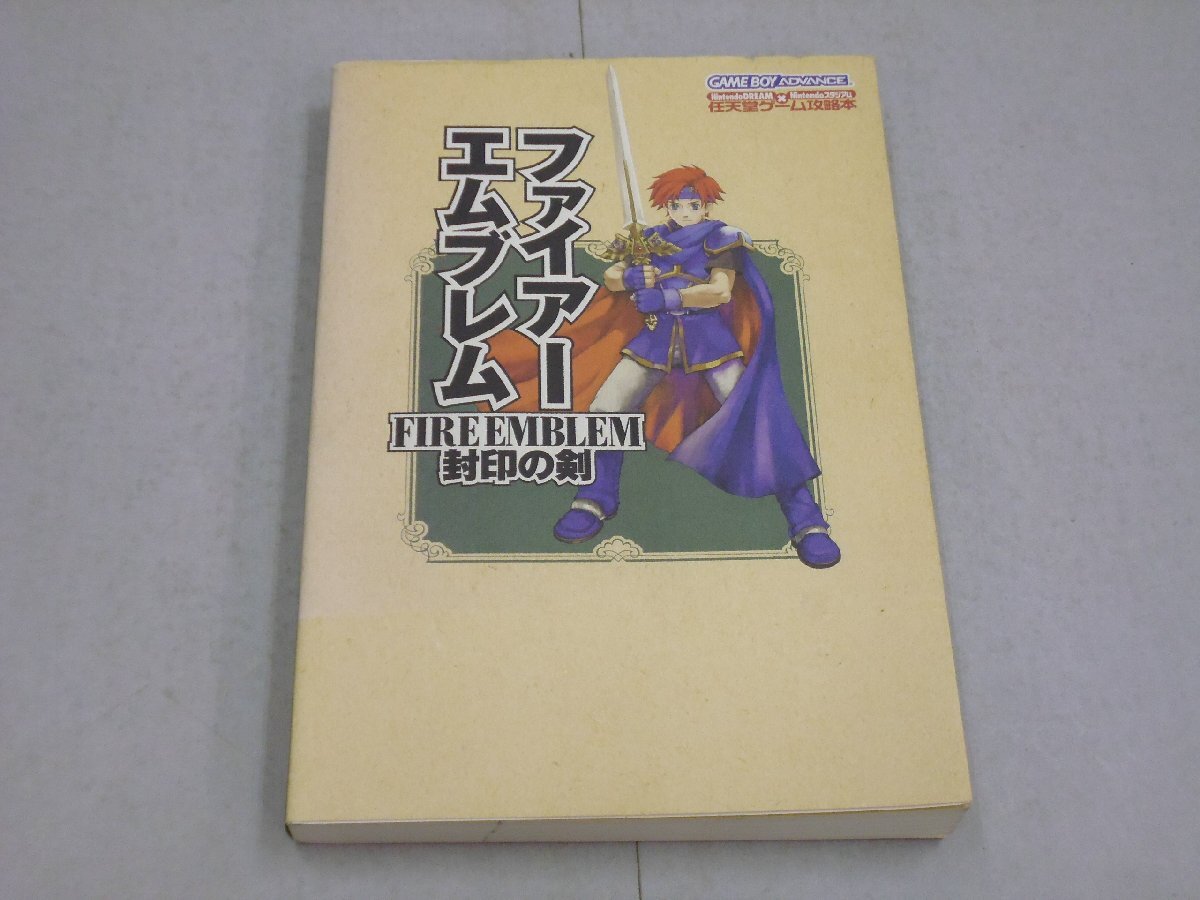 GAME BOY ADVANCE
NintendoDREAM × Nintendoスタジアム
任天堂ゲーム攻略本
ファイアー
エムブレム
FIRE EMBLEM
封印の剣